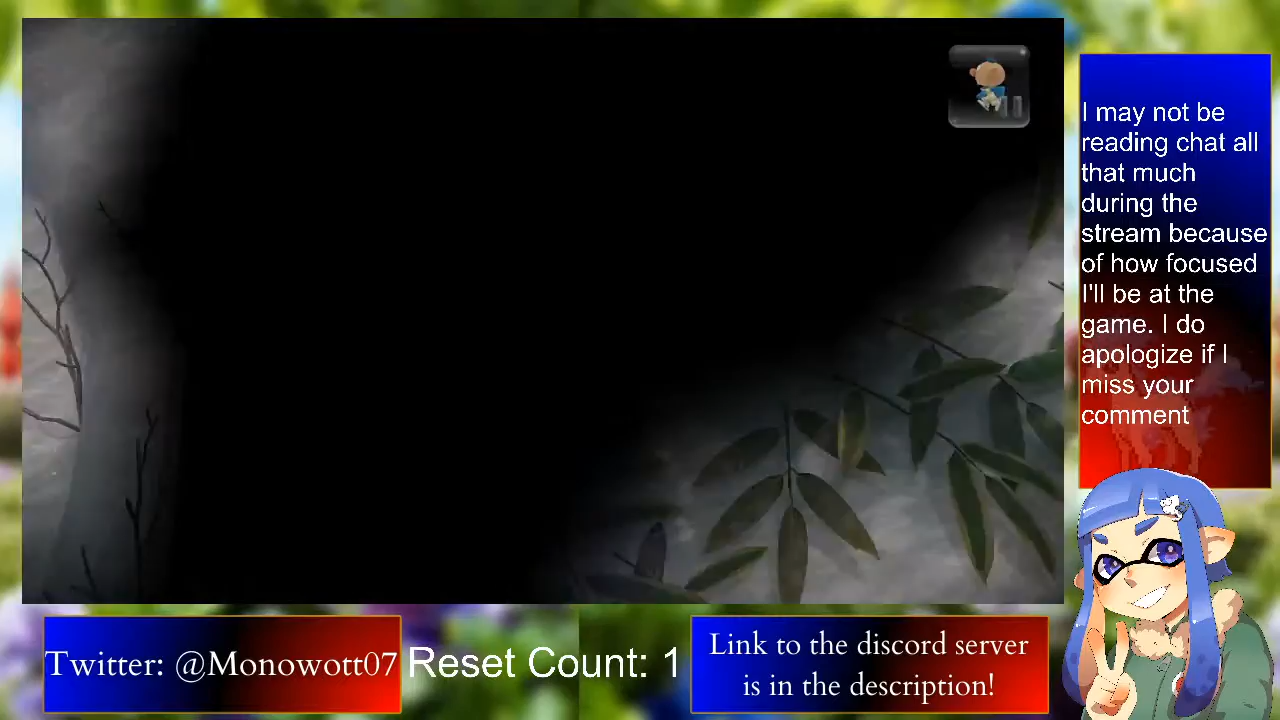 I may not be
reading chat all
that much
during the
stream because
of how focused
I'll be at the
game. I do
apologize if I
miss your
comment
Twitter: @Monowott07
Reset Count: 1
Link to the discord server
is in the description!